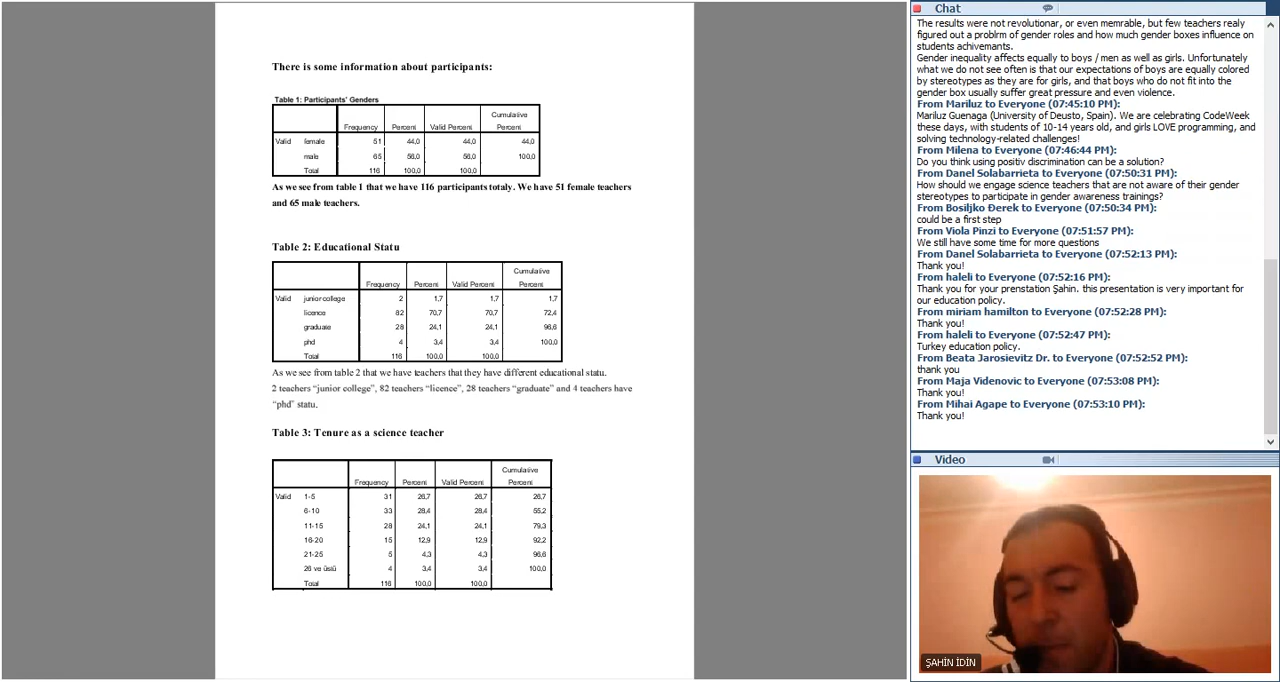 There is some information about participants:
Table 1: Participants' Genders
Frequency Percent Valid Percent Cumulative Percent
Valid female 51 44,0 44,0 44,0
male 65 56,0 56,0 100,0
Total 116 100,0 100,0
As we see from table 1 that we have 116 participants totaly. We have 51 female teachers
and 65 male teachers.
Table 2: Educational Statu
Frequency Percent Valid Percent Cumulative Percent
Valid junior college 2 1,7 1,7 1,7
licence 82 70,7 70,7 72,4
graduate 28 24,1 24,1 96,6
phd 4 3,4 3,4 100,0
Total 116 100,0 100,0
As we see from table 2 that we have teachers that they have different educational statu.
2 teachers “junior college”, 82 teachers “licence”, 28 teachers “graduate” and 4 teachers have
“phd” statu.
Table 3: Tenure as a science teacher
Frequency Percent Valid Percent Cumulative Percent
Valid 1-5 31 26,7 26,7 26,7
6-10 33 28,4 28,4 55,2
11-15 28 24,1 24,1 79,3
16-20 15 12,9 12,9 92,2
21-25 5 4,3 4,3 96,6
26 ve üstü 4 3,4 3,4 100,0
Total 116 100,0 100,0
Chat
The results were not revolutionar, or even memrable, but few teachers realy
figured out a problrm of gender roles and how much gender boxes influence on
students achivemants.
Gender inequality affects equally to boys / men as well as girls. Unfortunately
what we do not see often is that our expectations of boys are equally colored
by stereotypes as they are for girls, and that boys who do not fit into the
gender box usually suffer great pressure and even violence.
From Mariluz to Everyone (07:45:10 PM):
Mariluz Guenaga (University of Deusto, Spain). We are celebrating CodeWeek
these days, with students of 10-14 years old, and girls LOVE programming, and
solving technology-related challenges!
From Milena to Everyone (07:46:44 PM):
Do you think using positiv discrimination can be a solution?
From Danel Solabarrieta to Everyone (07:50:31 PM):
How should we engage science teachers that are not aware of their gender
stereotypes to participate in gender awareness trainings?
From Bosiljko Đerek to Everyone (07:50:34 PM):
could be a first step
From Viola Pinzi to Everyone (07:51:57 PM):
We still have some time for more questions
From Danel Solabarrieta to Everyone (07:52:13 PM):
Thank you!
From haleli to Everyone (07:52:16 PM):
Thank you for your prenstation Şahin. this presentation is very important for
our education policy.
From miriam hamilton to Everyone (07:52:28 PM):
Thank you!
From haleli to Everyone (07:52:47 PM):
Turkey education policy.
From Beata Jarosievitz Dr. to Everyone (07:52:52 PM):
thank you
From Maja Videnovic to Everyone (07:53:08 PM):
Thank you!
From Mihai Agape to Everyone (07:53:10 PM):
Thank you!
Video
ŞAHİN İDİN